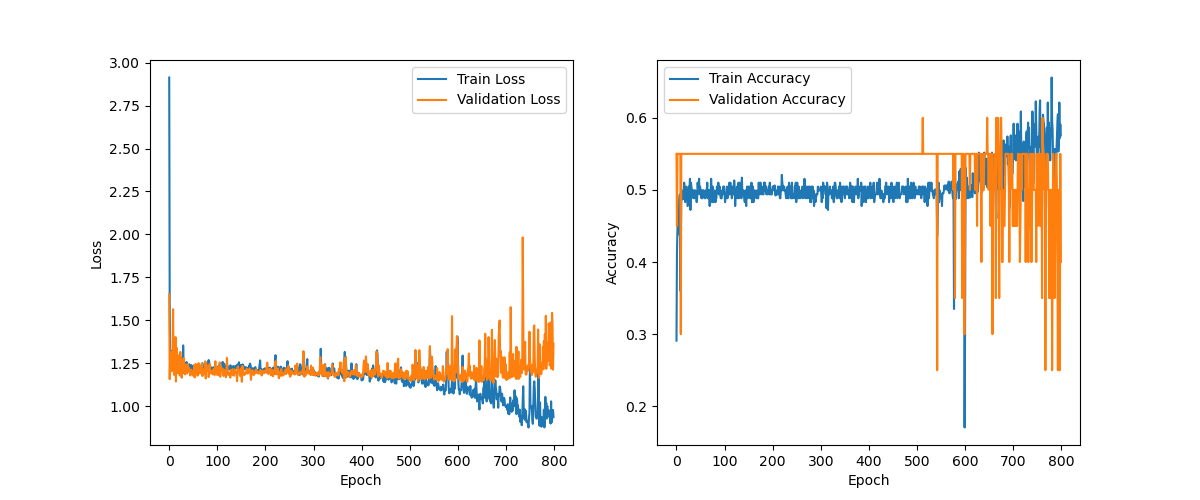 3.00
2.75
2.50
2.25
2.00
1.75
1.50
1.25
1.00
Loss
0 100 200 300 400 500 600 700 800
Epoch
Train Loss
Validation Loss
0.6
0.5
0.4
0.3
0.2
Accuracy
0 100 200 300 400 500 600 700 800
Epoch
Train Accuracy
Validation Accuracy